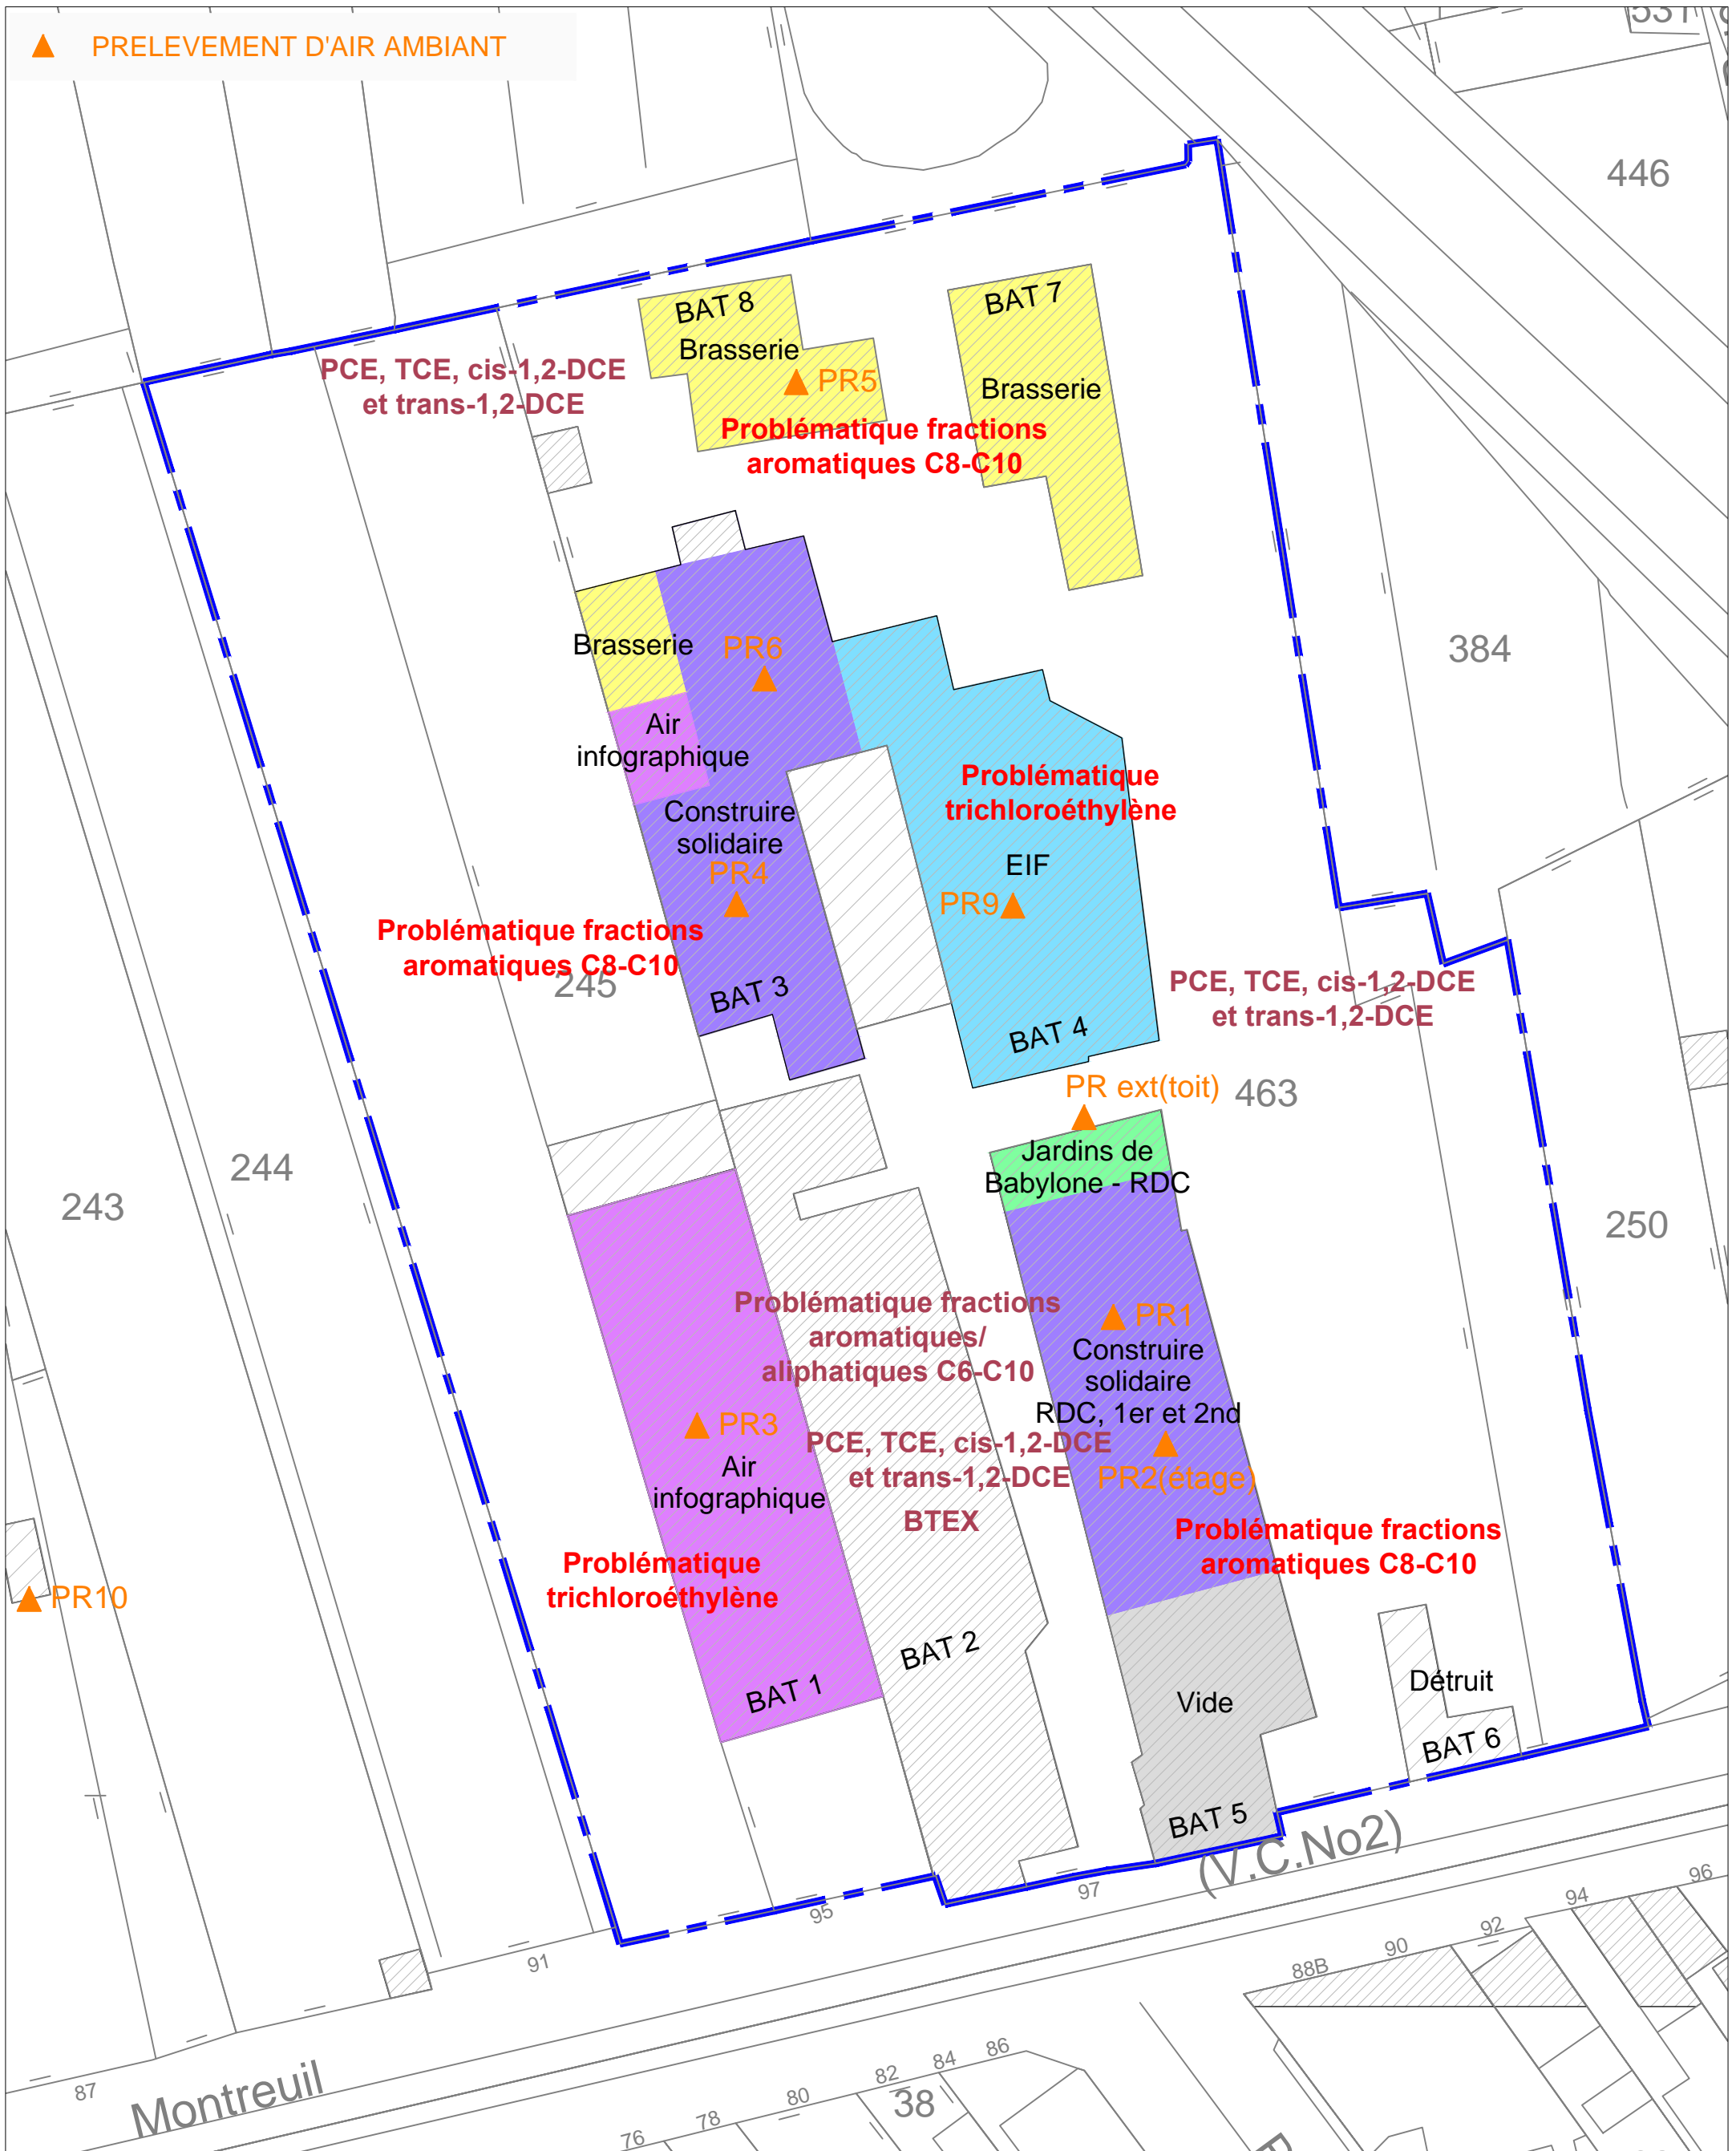 PRELEVEMENT D'AIR AMBIANT
531
446
BAT 8
Brasserie
PR5
BAT 7
Brasserie
PCE, TCE, cis-1,2-DCE
et trans-1,2-DCE
Problématique fractions
aromatiques C8-C10
Brasserie
PR6
384
Air
infographique
Construire
solidaire
PR4
Problématique
trichloroéthylène
EIF
PR9
Problématique fractions
aromatiques C8-C10
245
BAT 3
BAT 4
PCE, TCE, cis-1,2-DCE
et trans-1,2-DCE
PR ext(toit)
463
Jardins de
Babylone - RDC
244
243
250
Problématique fractions
aromatiques/
aliphatiques C6-C10
PR1
Construire
solidaire
RDC, 1er et 2nd
PR3
Air
infographique
PCE, TCE, cis-1,2-DCE
et trans-1,2-DCE
BTEX
PR2(étage)
Problématique fractions
aromatiques C8-C10
Problématique
trichloroéthylène
PR10
BAT 1
BAT 2
Vide
Détruit
BAT 6
BAT 5
(V.C.No2)
97
95
91
96
94
92
90
88B
87
Montreuil
86
84
82
80
78
76
38